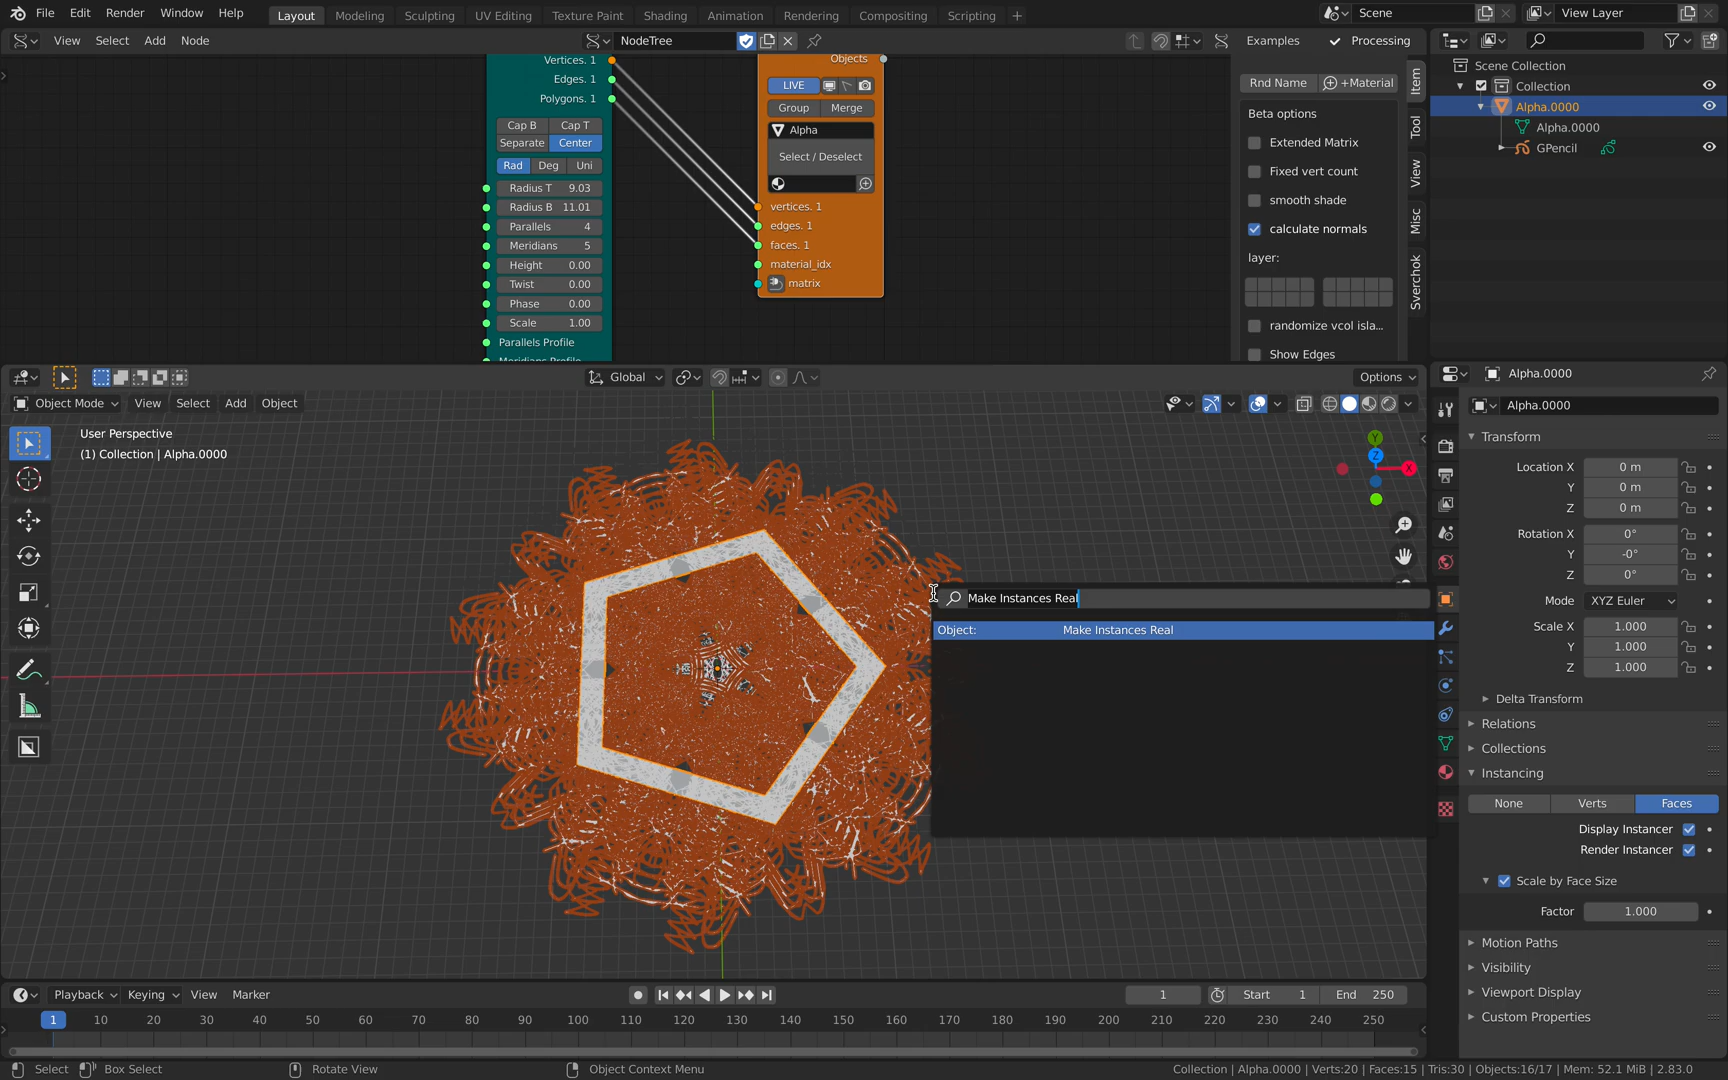 File Edit Render Window Help Layout Modeling Sculpting UV Editing Texture Paint Shading Animation Rendering Compositing Scripting + Scene View Layer
View Select Add Node NodeTree Examples Processing
Vertices. 1
Edges. 1
Polygons. 1
Cap B Cap T
Separate Center
Rad Deg Uni
Radius T 9.03
Radius B 11.01
Parallels 4
Meridians 5
Height 0.00
Twist 0.00
Phase 0.00
Scale 1.00
Parallels Profile
Meridians Profile
Objects
LIVE
Group Merge
Alpha
Select / Deselect
vertices. 1
edges. 1
faces. 1
material_idx
matrix
Rnd Name +Material
Beta options
Extended Matrix
Fixed vert count
smooth shade
calculate normals
layer:
randomize vcol isla...
Show Edges
Item
Tool
View
Misc
Sverchok
Scene Collection
Collection
Alpha.0000
Alpha.0000
GPencil
Global Options
Object Mode View Select Add Object
User Perspective
(1) Collection | Alpha.0000
Y
Z
X
Make Instances Real
Object: Make Instances Real
Alpha.0000
Alpha.0000
Transform
Location X 0 m
Y 0 m
Z 0 m
Rotation X 0°
Y -0°
Z 0°
Mode XYZ Euler
Scale X 1.000
Y 1.000
Z 1.000
Delta Transform
Relations
Collections
Instancing
None Verts Faces
Display Instancer
Render Instancer
Scale by Face Size
Factor 1.000
Motion Paths
Visibility
Viewport Display
Custom Properties
Playback Keying View Marker 1 Start 1 End 250
1 10 20 30 40 50 60 70 80 90 100 110 120 130 140 150 160 170 180 190 200 210 220 230 240 250
Select Box Select Rotate View Object Context Menu Collection | Alpha.0000 | Verts:20 | Faces:15 | Tris:30 | Objects:16/17 | Mem: 52.1 MiB | 2.83.0